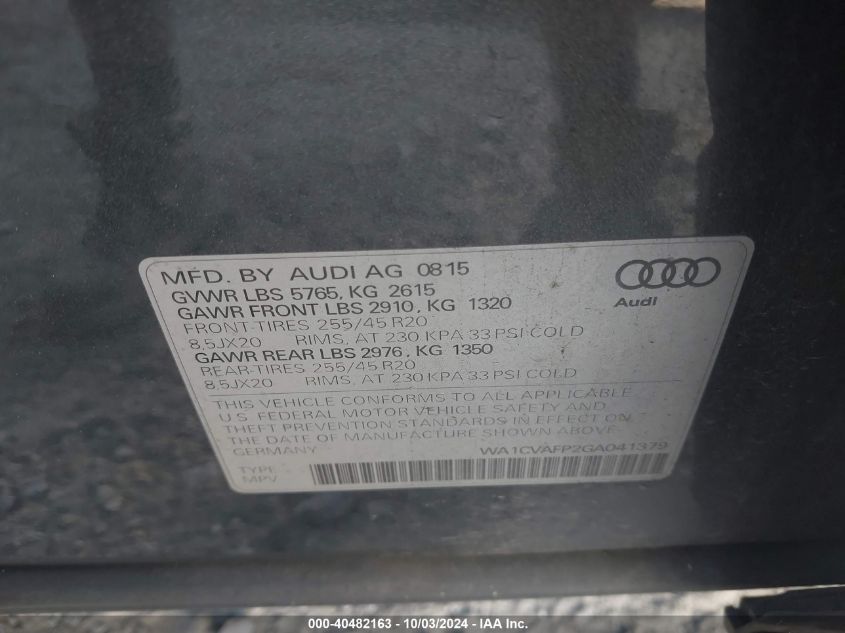 MFD. BY AUDI AG 0815
GVWR LBS 5765, KG 2615
GAWR FRONT LBS 2910, KG 1320
FRONT-TIRES 255/45 R20
8,5JX20 RIMS, AT 230 KPA 33 PSI COLD
GAWR REAR LBS 2976, KG 1350
REAR-TIRES 255/45 R20
8,5JX20 RIMS, AT 230 KPA 33 PSI COLD
THIS VEHICLE CONFORMS TO ALL APPLICABLE
U.S. FEDERAL MOTOR VEHICLE SAFETY AND
THEFT PREVENTION STANDARDS IN EFFECT ON
THE DATE OF MANUFACTURE SHOWN ABOVE.
GERMANY WA1CVAFP2GA041379
TYPE
MPV
Audi
000-40482163 - 10/03/2024 - IAA Inc.